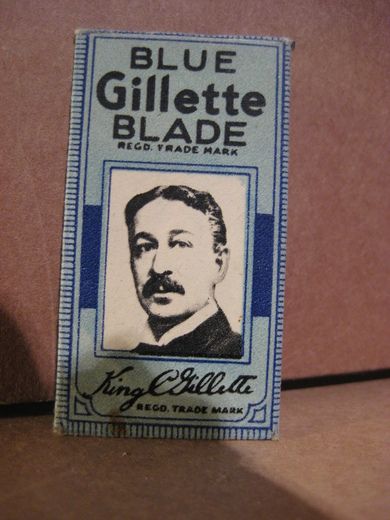 BLUE
Gillette
BLADE
REGD. TRADE MARK
King C Gillette
REGD. TRADE MARK